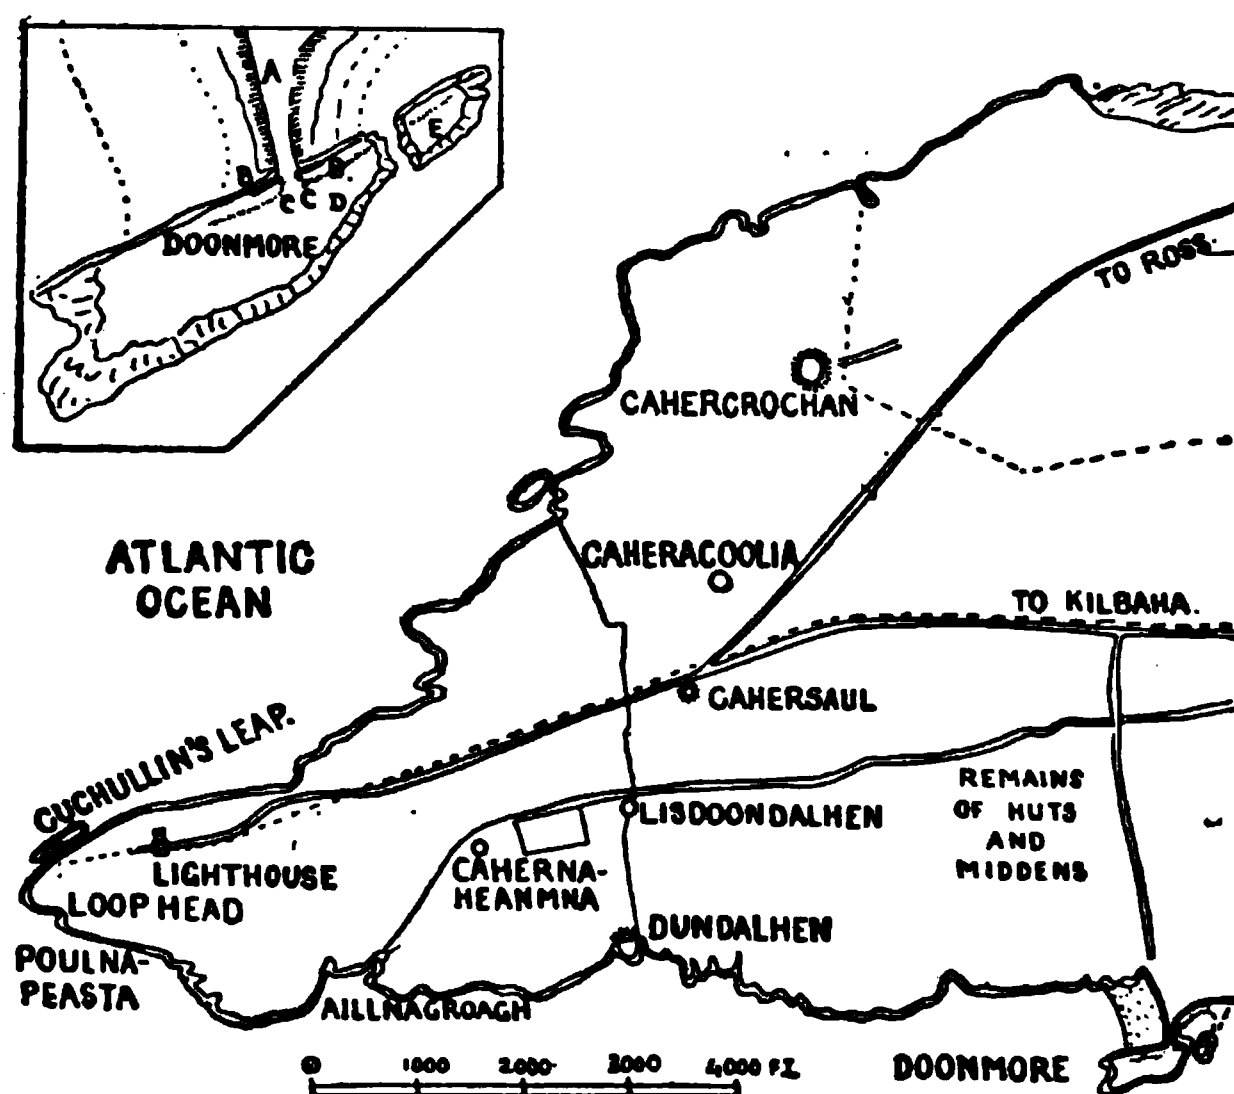 A
E
B
B
C
C
D
DOONMORE
TO ROSS
CAHERCROCHAN
ATLANTIC
OCEAN
CAHERACOOLIA
TO KILBAHA.
CAHERSAUL
CUCHULLIN'S LEAP.
REMAINS
OF HUTS
AND
MIDDENS
LISDOONDALHEN
LIGHTHOUSE
CAHERNA-
HEANMNA
LOOP HEAD
DUNDALHEN
POULNA-
PEASTA
AILLNAGROAGH
DOONMORE
0 1000 2000 3000 4000 FT